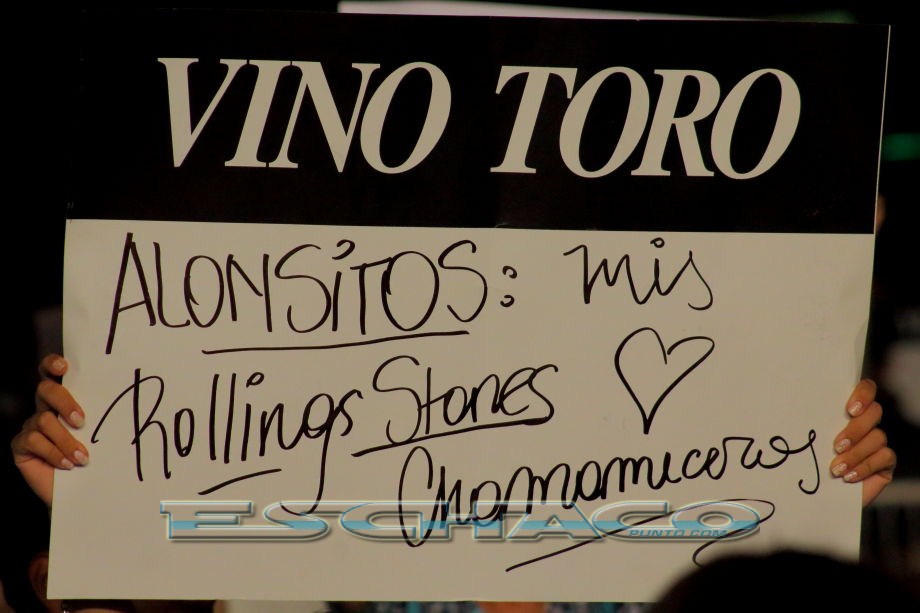 VINO TORO
ALONSITOS: mis
Rollings Stones
Chamamiceros
ESCHACO
PUNTO.COM